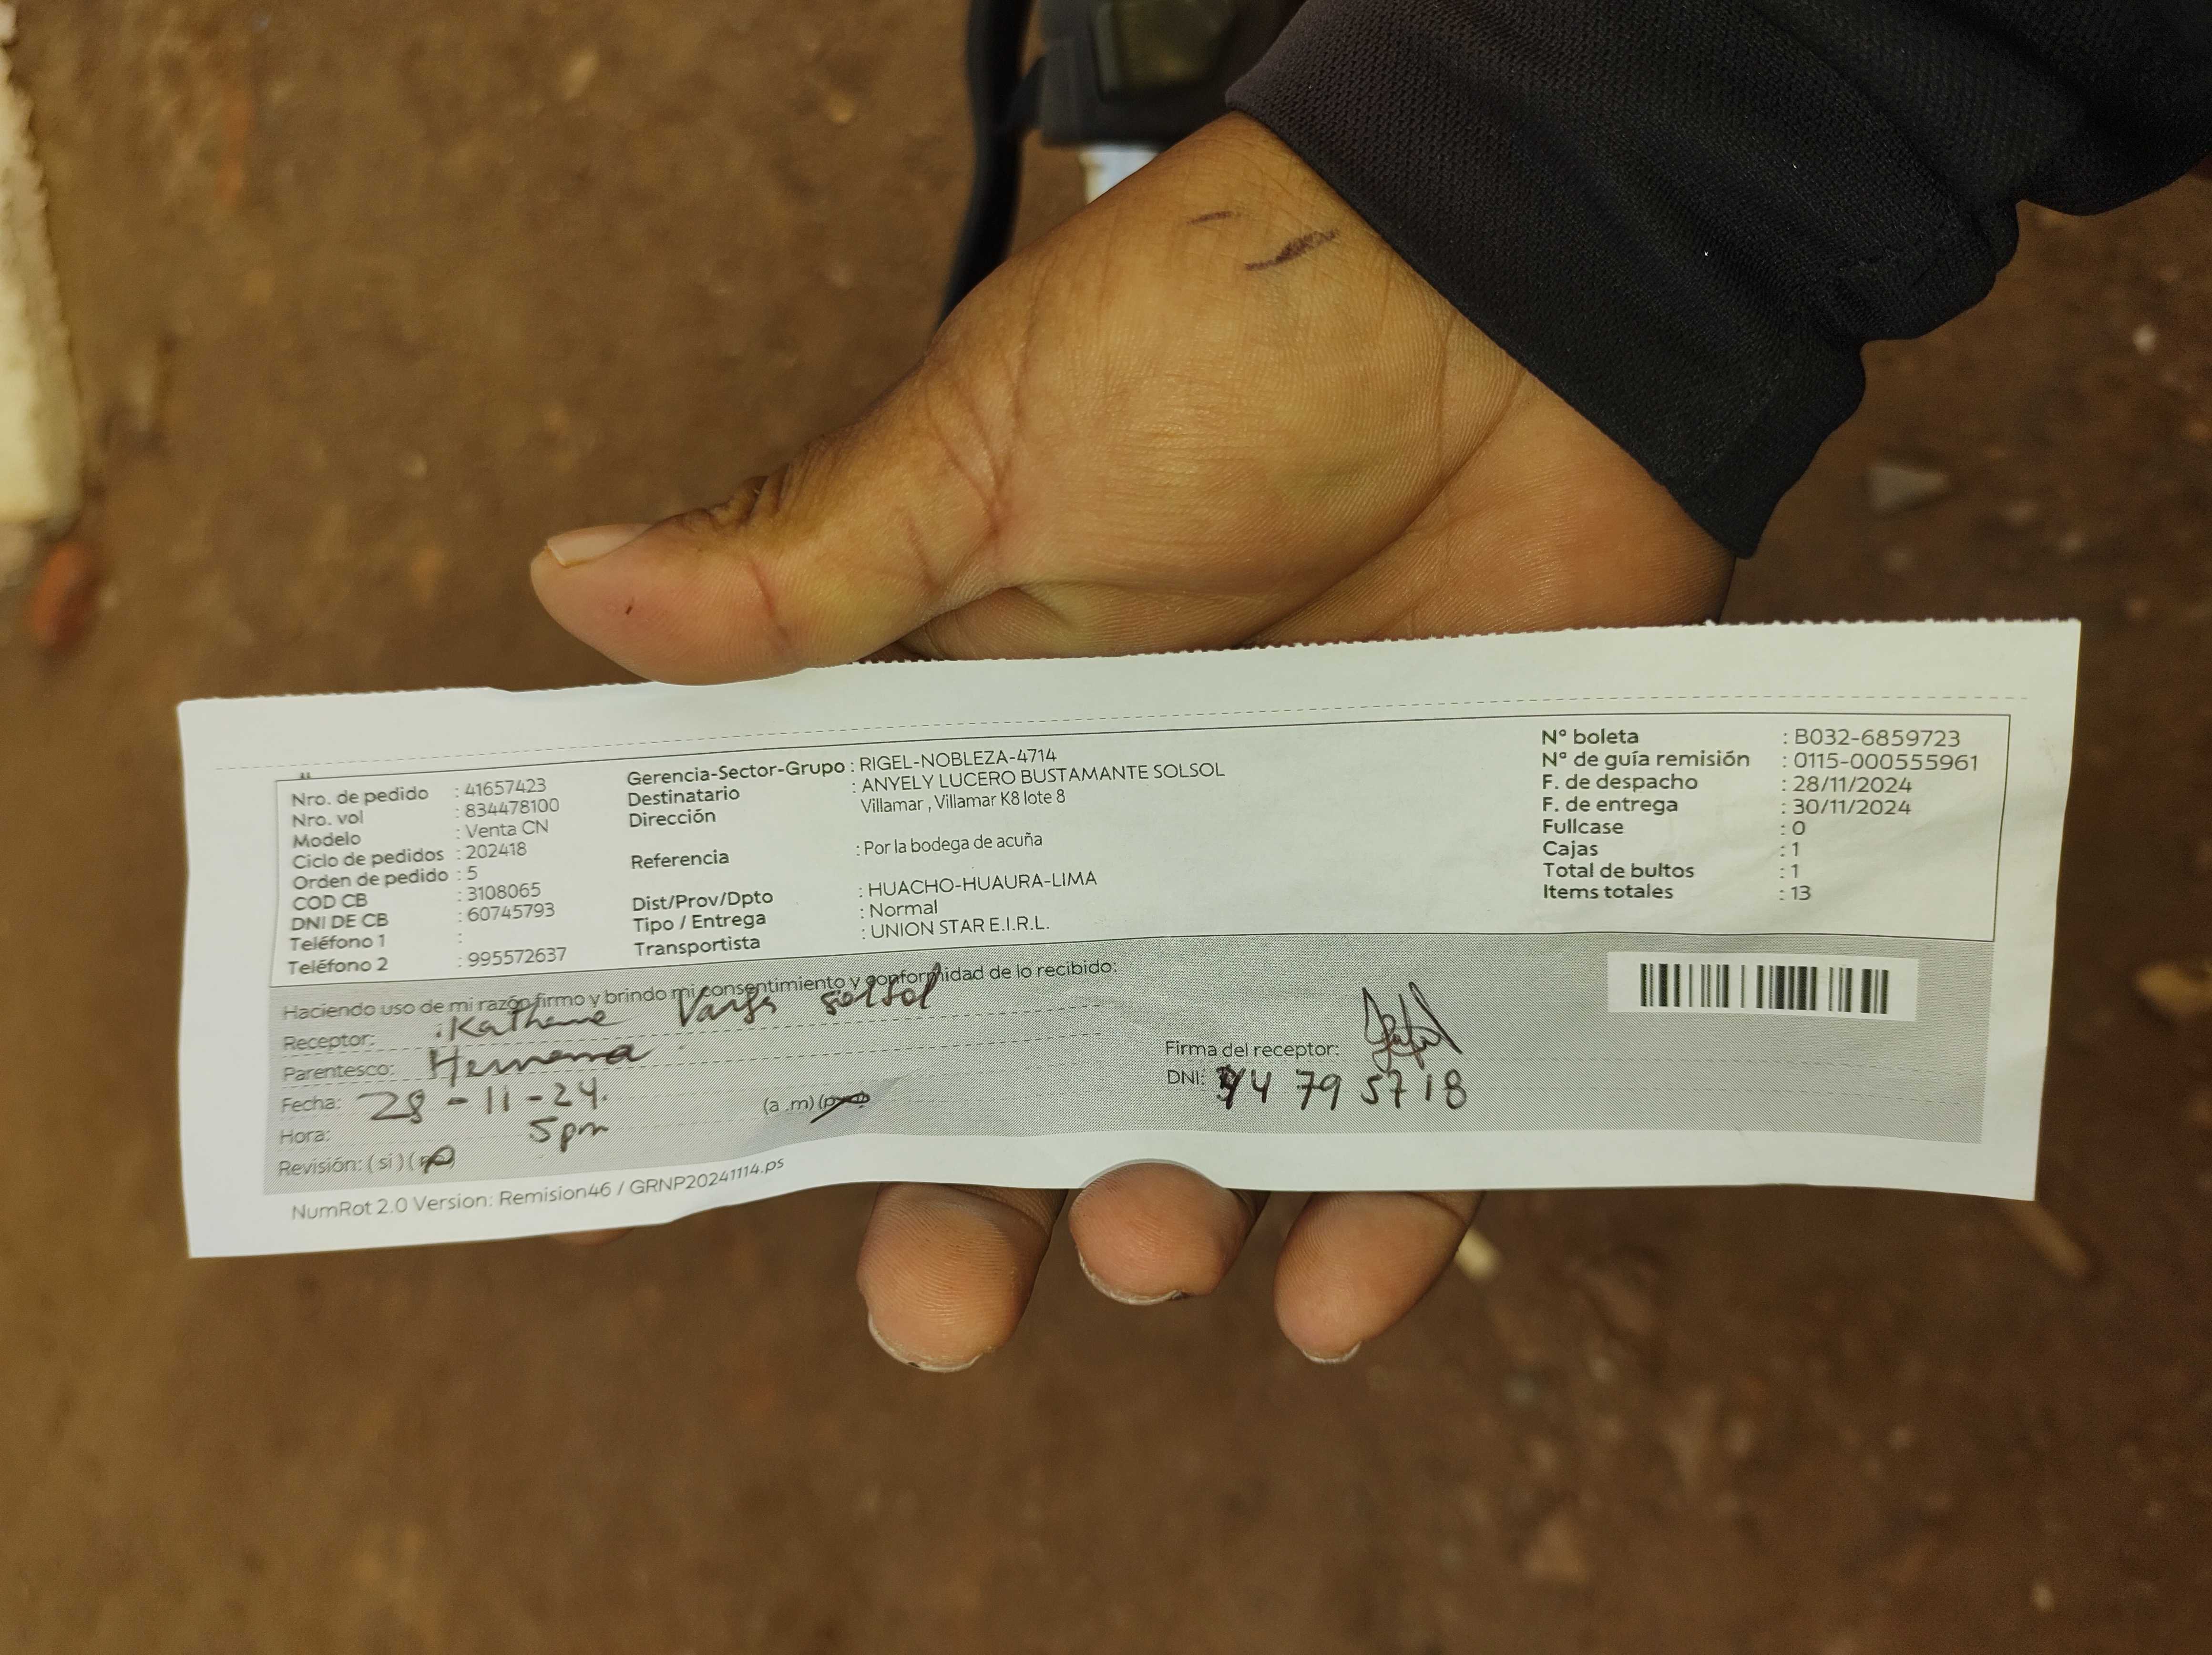 Nro. de pedido : 41657423
Nro. vol : 834478100
Modelo : Venta CN
Ciclo de pedidos : 202418
Orden de pedido : 5
COD CB : 3108065
DNI DE CB : 60745793
Teléfono 1 :
Teléfono 2 : 995572637
Gerencia-Sector-Grupo : RIGEL-NOBLEZA-4714
Destinatario : ANYELY LUCERO BUSTAMANTE SOLSOL
Dirección Villamar , Villamar K8 lote 8
Referencia : Por la bodega de acuña
Dist/Prov/Dpto : HUACHO-HUAURA-LIMA
Tipo / Entrega : Normal
Transportista : UNION STAR E.I.R.L.
N° boleta : B032-6859723
N° de guía remisión : 0115-000555961
F. de despacho : 28/11/2024
F. de entrega : 30/11/2024
Fullcase : 0
Cajas : 1
Total de bultos : 1
Items totales : 13
Haciendo uso de mi razón firmo y brindo mi consentimiento y conformidad de lo recibido:
Receptor: solsol
Parentesco: Hermana
Fecha: 28-11-24.
Hora: 5pm (a .m)
Revisión: (si)
Firma del receptor:
DNI: 44795718
NumRot 2.0 Version: Remision46 / GRNP20241114.ps